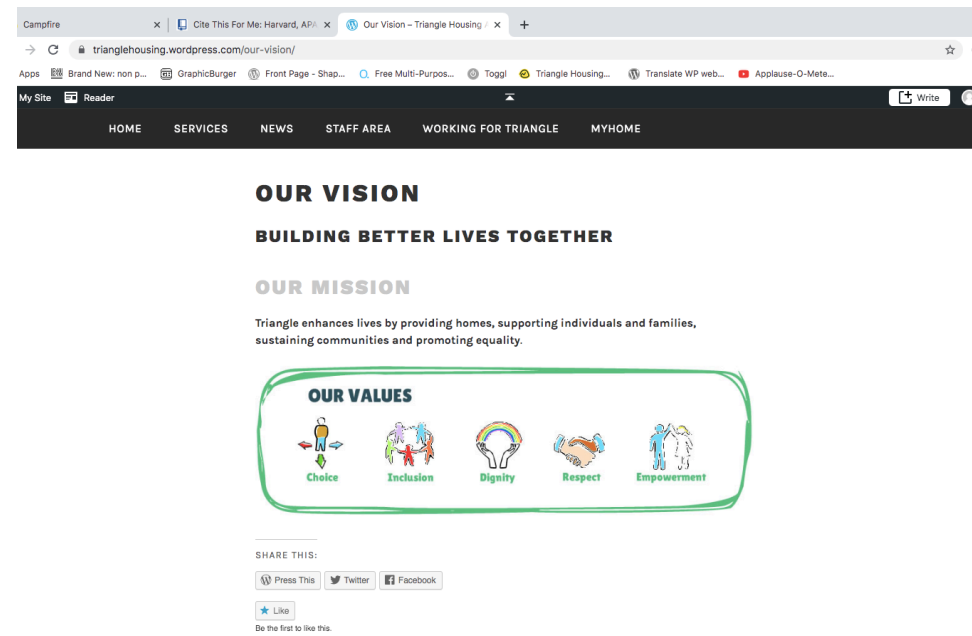 Campfire
Cite This For Me: Harvard, APA
Our Vision – Triangle Housing A
trianglehousing.wordpress.com/our-vision/
Apps Brand New: non p... GraphicBurger Front Page - Shap... Free Multi-Purpos... Toggl Triangle Housing... Translate WP web... Applause-O-Mete...
My Site Reader Write
HOME SERVICES NEWS STAFF AREA WORKING FOR TRIANGLE MYHOME
OUR VISION
BUILDING BETTER LIVES TOGETHER
OUR MISSION
Triangle enhances lives by providing homes, supporting individuals and families,
sustaining communities and promoting equality.
OUR VALUES
Choice Inclusion Dignity Respect Empowerment
SHARE THIS:
Press This Twitter Facebook
Like
Be the first to like this.